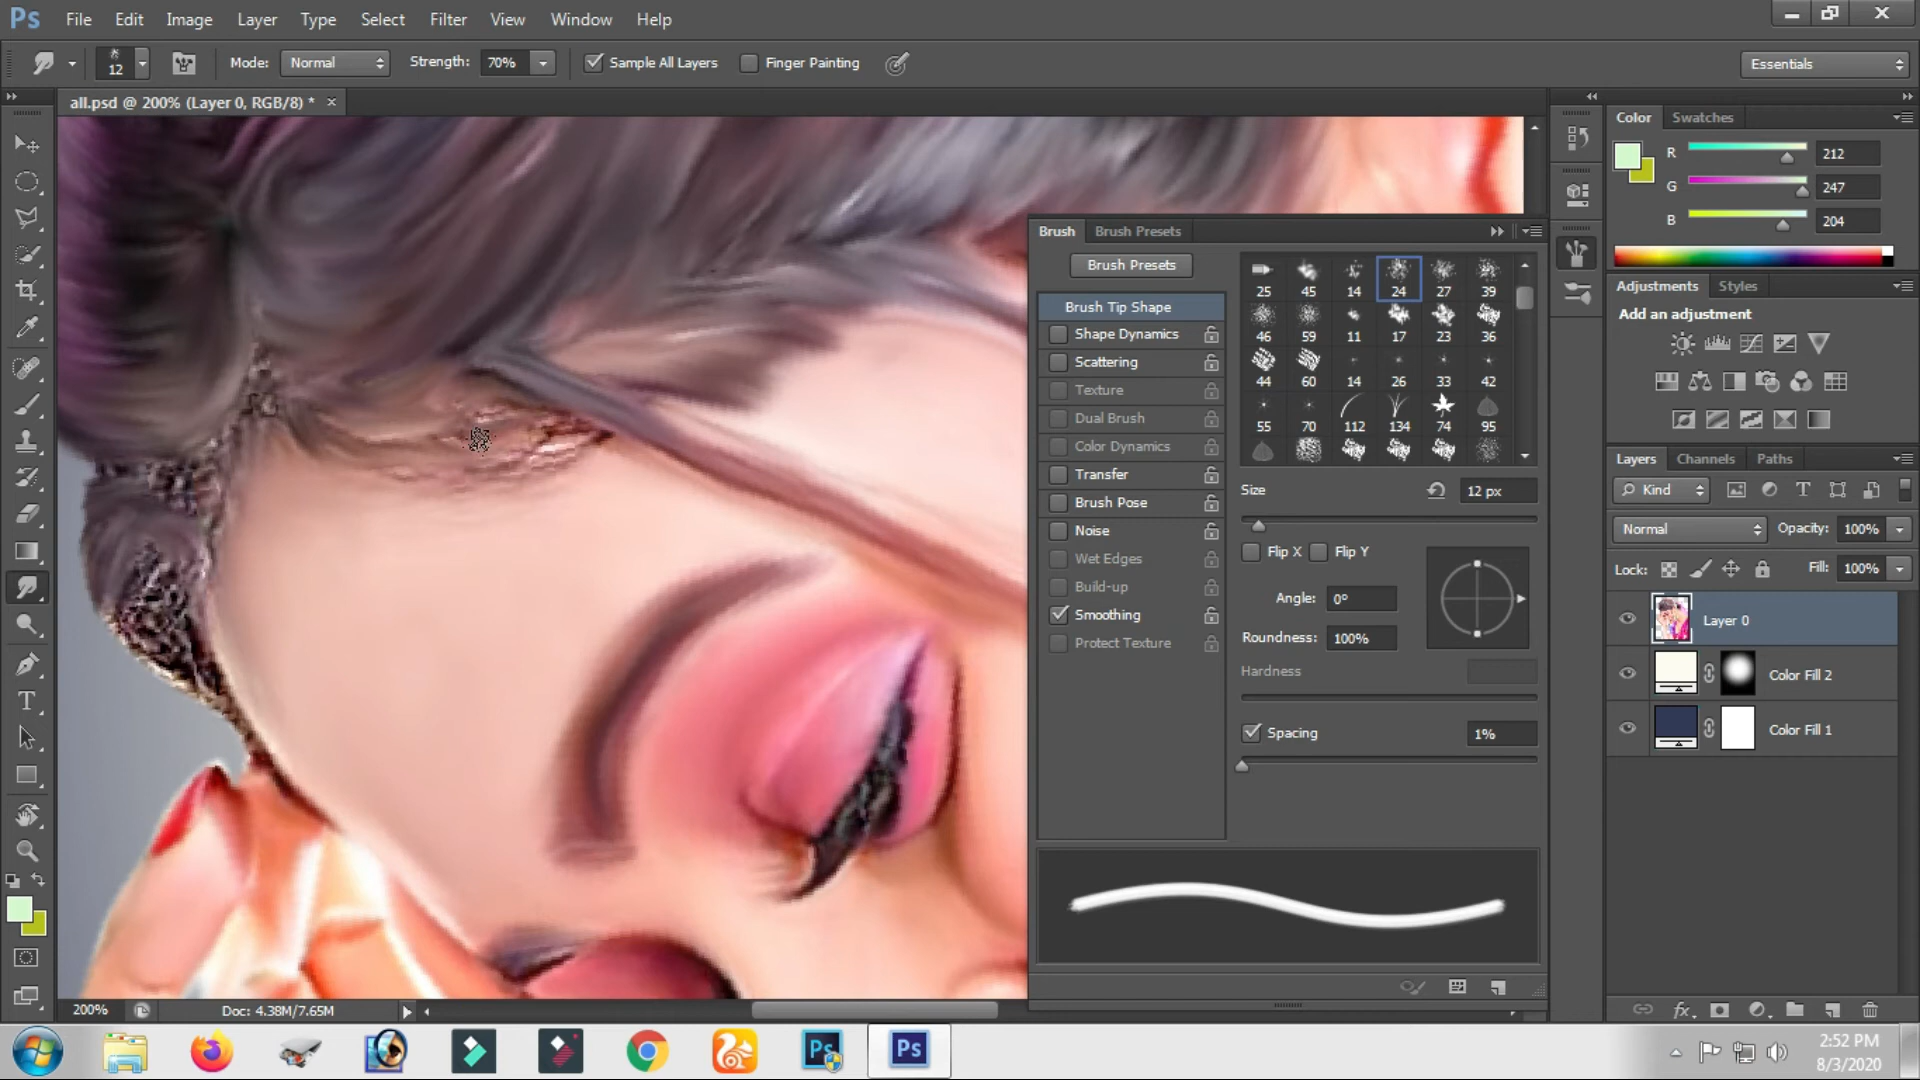 Ps File Edit Image Layer Type Select Filter View Window Help
12 Mode: Normal Strength: 70% Sample All Layers Finger Painting Essentials
all.psd @ 200% (Layer 0, RGB/8) * ×
Color Swatches
R 212
G 247
B 204
Brush Brush Presets
Brush Presets
Brush Tip Shape
Shape Dynamics
Scattering
Texture
Dual Brush
Color Dynamics
Transfer
Brush Pose
Noise
Wet Edges
Build-up
Smoothing
Protect Texture
25 45 14 24 27 39
46 59 11 17 23 36
44 60 14 26 33 42
55 70 112 134 74 95
Size 12 px
Flip X Flip Y
Angle: 0º
Roundness: 100%
Hardness
Spacing 1%
Adjustments Styles
Add an adjustment
Layers Channels Paths
Kind
Normal Opacity: 100%
Lock: Fill: 100%
Layer 0
Color Fill 2
Color Fill 1
fx
200% Doc: 4.38M/7.65M
Ps Ps
2:52 PM
8/3/2020